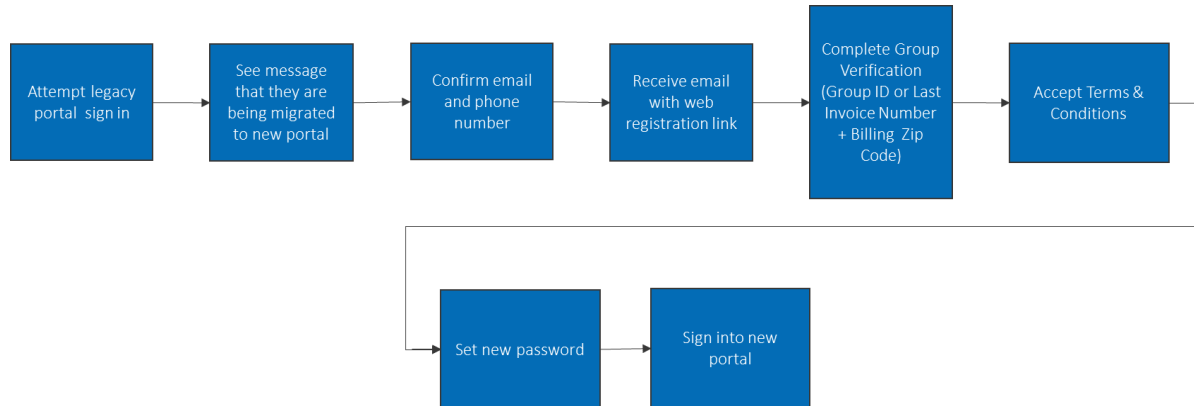 Attempt legacy
portal sign in
See message
that they are
being migrated
to new portal
Confirm email
and phone
number
Receive email
with web
registration link
Complete Group
Verification
(Group ID or Last
Invoice Number
+ Billing Zip
Code)
Accept Terms &
Conditions
Set new password
Sign into new
portal